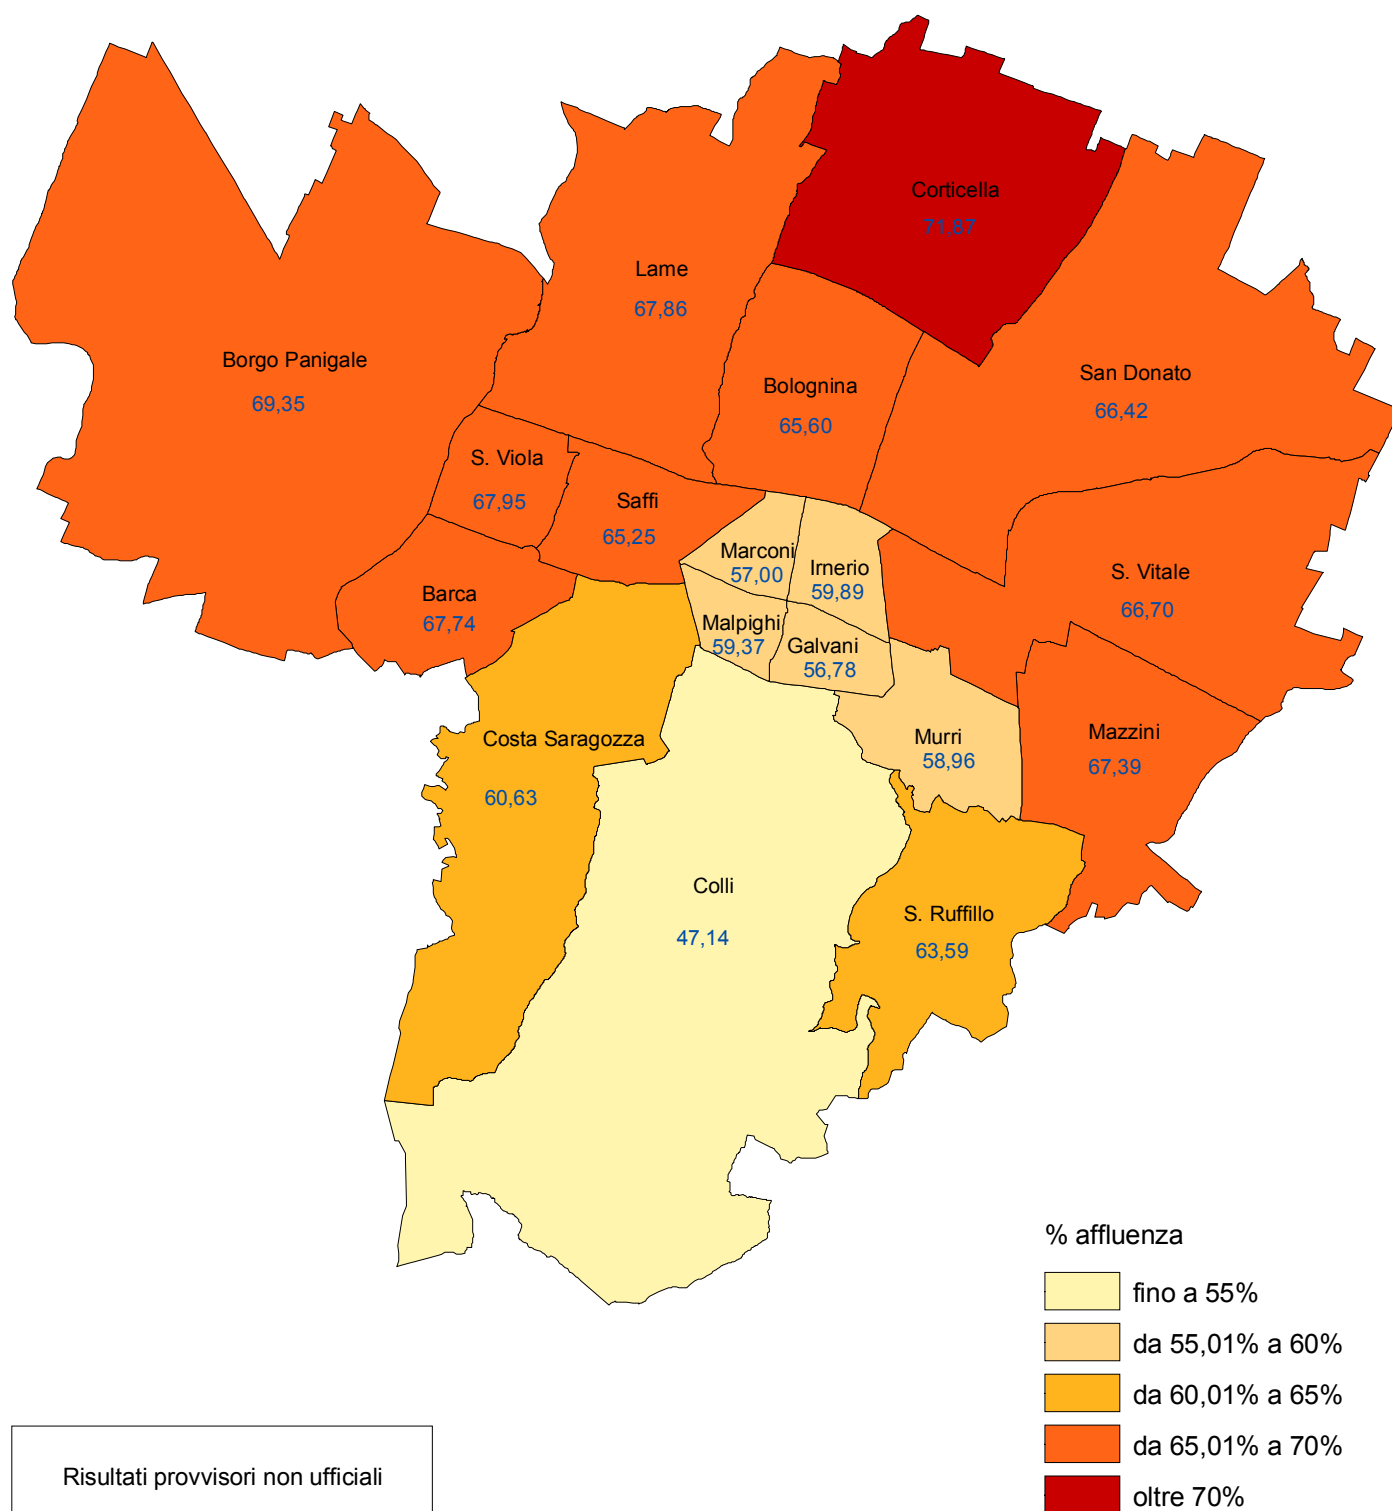 Corticella
71,87
Lame
67,86
Borgo Panigale
69,35
Bolognina
65,60
San Donato
66,42
S. Viola
67,95
Saffi
65,25
Marconi
57,00
Irnerio
59,89
S. Vitale
66,70
Barca
67,74
Malpighi
59,37
Galvani
56,78
Costa Saragozza
60,63
Murri
58,96
Mazzini
67,39
Colli
47,14
S. Ruffillo
63,59
% affluenza
fino a 55%
da 55,01% a 60%
da 60,01% a 65%
da 65,01% a 70%
oltre 70%
Risultati provvisori non ufficiali